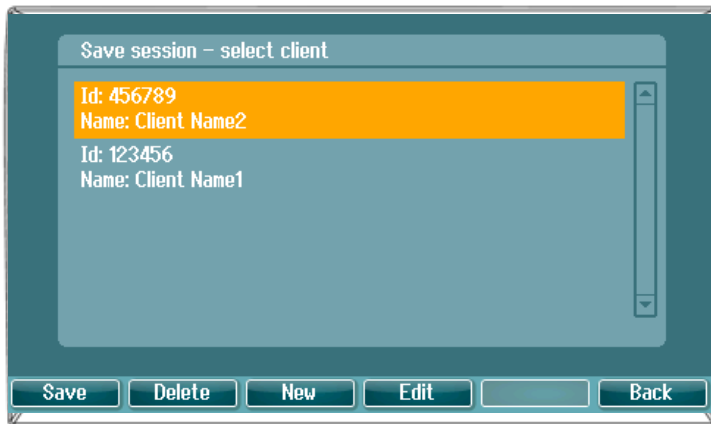 Save session – select client
Id: 456789
Name: Client Name2
Id: 123456
Name: Client Name1
Save Delete New Edit Back